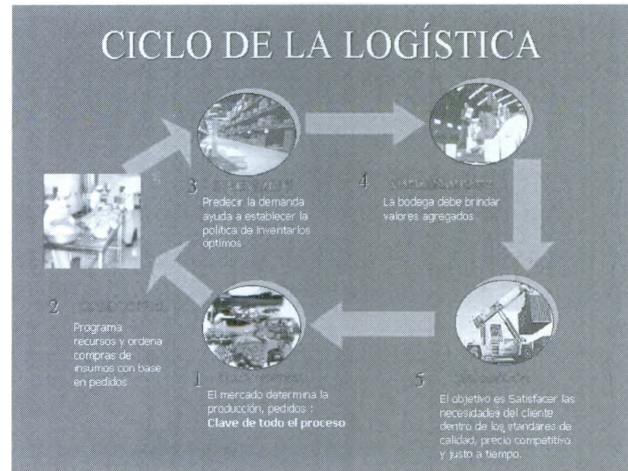 CICLO DE LA LOGÍSTICA
3
Predecir la demanda
ayuda a establecer la
política de Inventarios
óptimos
4
La bodega debe brindar
valores agregados
2
Programa
recursos y ordena
compras de
insumos con base
en pedidos
1
El mercado determina la
producción, pedidos :
Clave de todo el proceso
5
El objetivo es Satisfacer las
necesidades del cliente
dentro de los standares de
calidad, precio competitivo
y justo a tiempo.